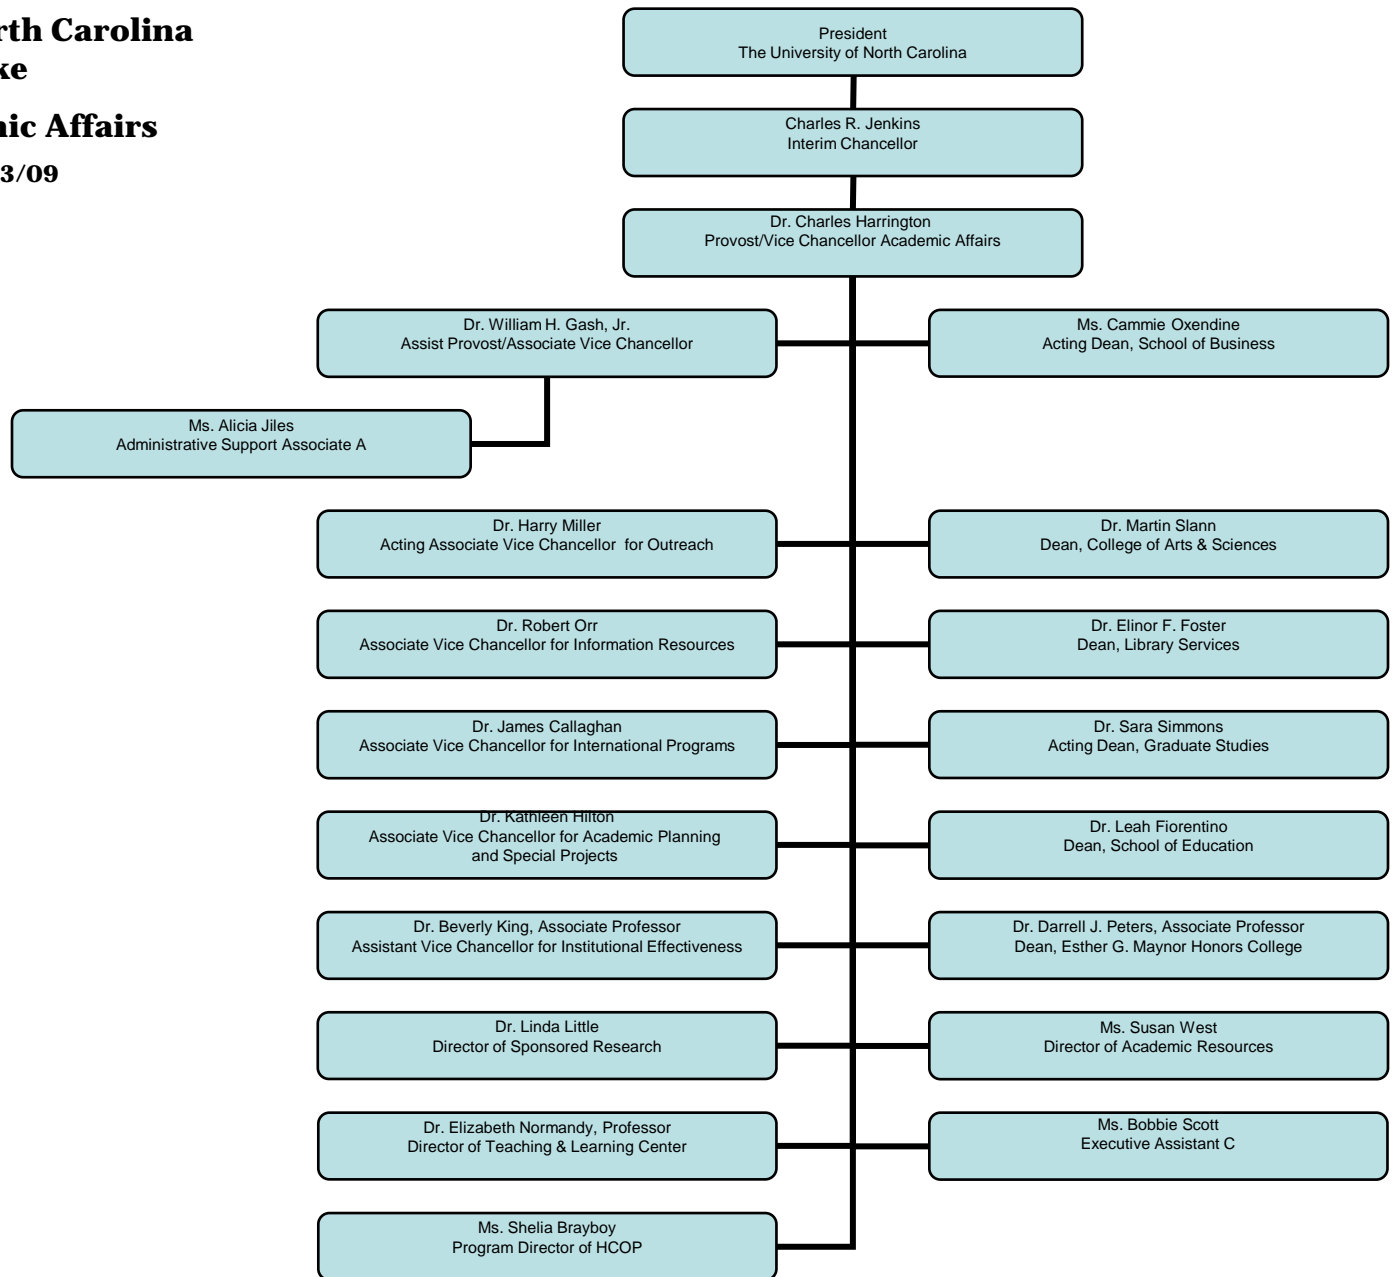 rth Carolina
ke
nic Affairs
3/09
President
The University of North Carolina
Charles R. Jenkins
Interim Chancellor
Dr. Charles Harrington
Provost/Vice Chancellor Academic Affairs
Dr. William H. Gash, Jr.
Assist Provost/Associate Vice Chancellor
Ms. Cammie Oxendine
Acting Dean, School of Business
Ms. Alicia Jiles
Administrative Support Associate A
Dr. Harry Miller
Acting Associate Vice Chancellor for Outreach
Dr. Martin Slann
Dean, College of Arts & Sciences
Dr. Robert Orr
Associate Vice Chancellor for Information Resources
Dr. Elinor F. Foster
Dean, Library Services
Dr. James Callaghan
Associate Vice Chancellor for International Programs
Dr. Sara Simmons
Acting Dean, Graduate Studies
Dr. Kathleen Hilton
Associate Vice Chancellor for Academic Planning
and Special Projects
Dr. Leah Fiorentino
Dean, School of Education
Dr. Beverly King, Associate Professor
Assistant Vice Chancellor for Institutional Effectiveness
Dr. Darrell J. Peters, Associate Professor
Dean, Esther G. Maynor Honors College
Dr. Linda Little
Director of Sponsored Research
Ms. Susan West
Director of Academic Resources
Dr. Elizabeth Normandy, Professor
Director of Teaching & Learning Center
Ms. Bobbie Scott
Executive Assistant C
Ms. Shelia Brayboy
Program Director of HCOP